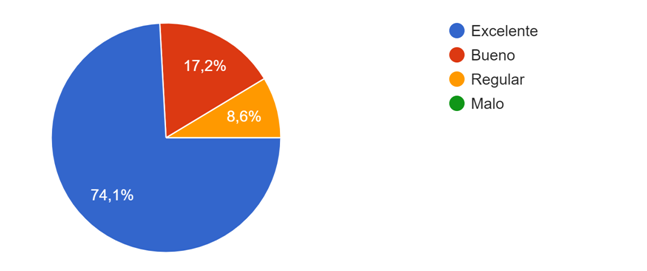 Excelente
Bueno
Regular
Malo
17,2%
8,6%
74,1%